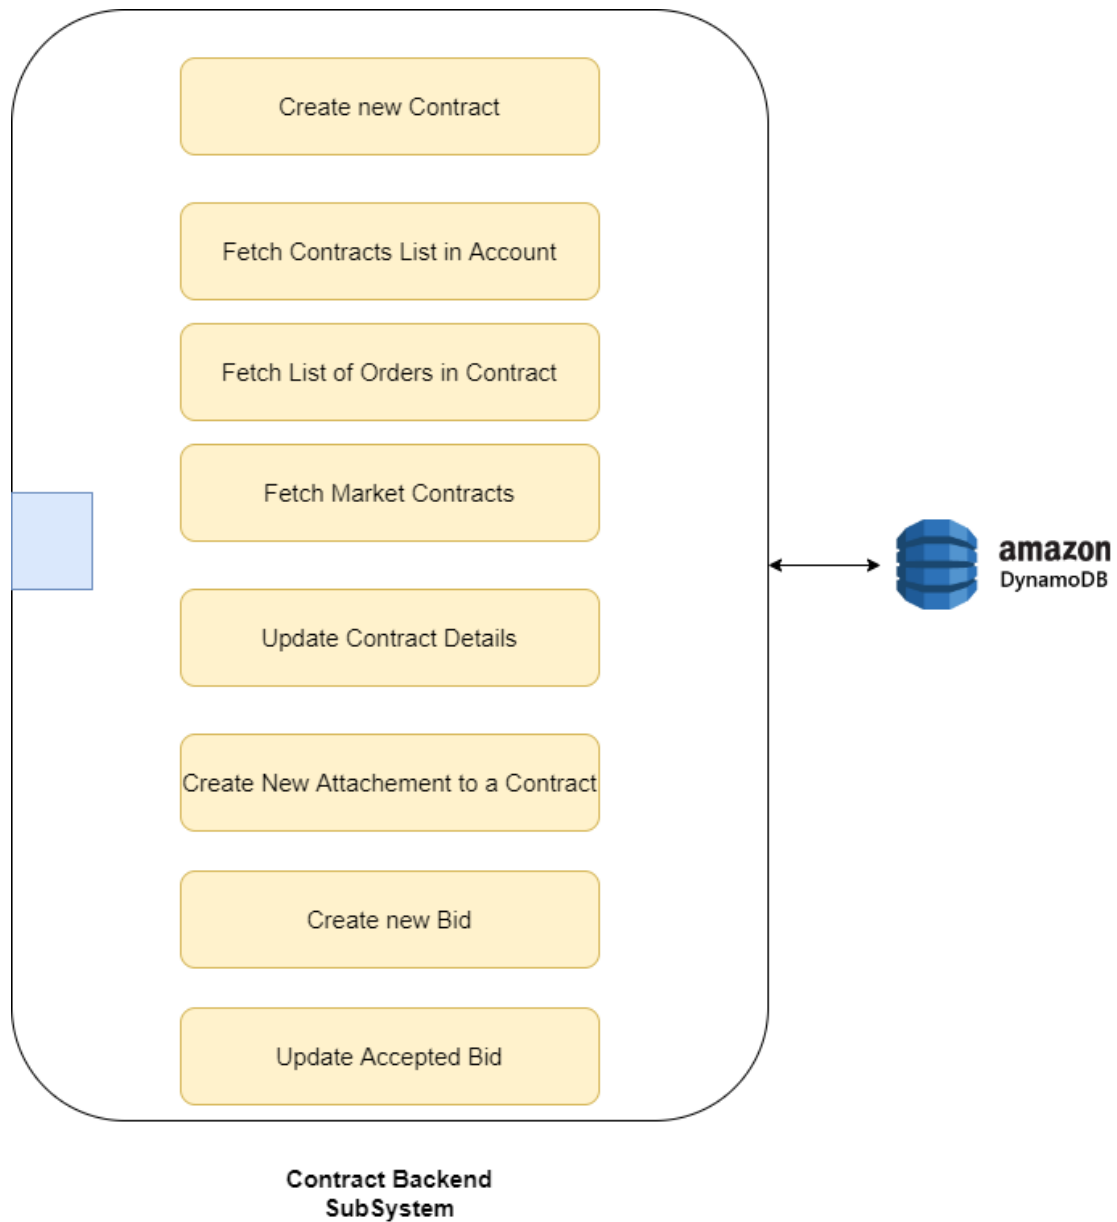 Create new Contract
Fetch Contracts List in Account
Fetch List of Orders in Contract
Fetch Market Contracts
amazon
DynamoDB
Update Contract Details
Create New Attachement to a Contract
Create new Bid
Update Accepted Bid
Contract Backend
SubSystem